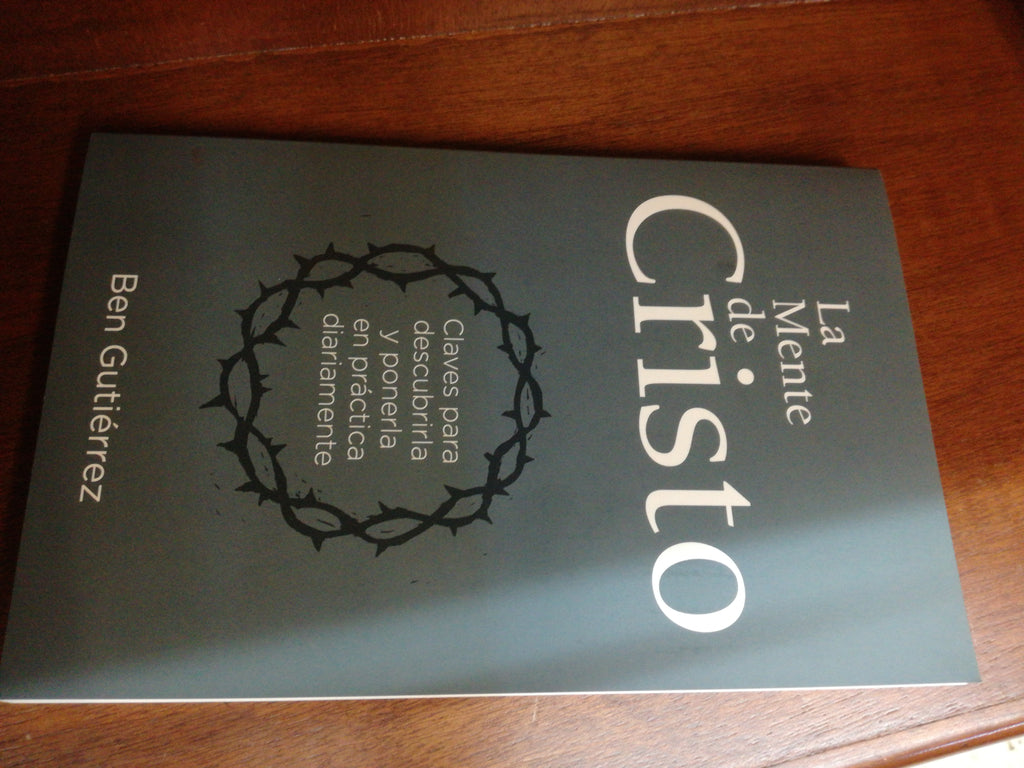 La
Mente
de
Cristo
Claves para
descubrirla
y ponerla
en práctica
diariamente
Ben Gutiérrez